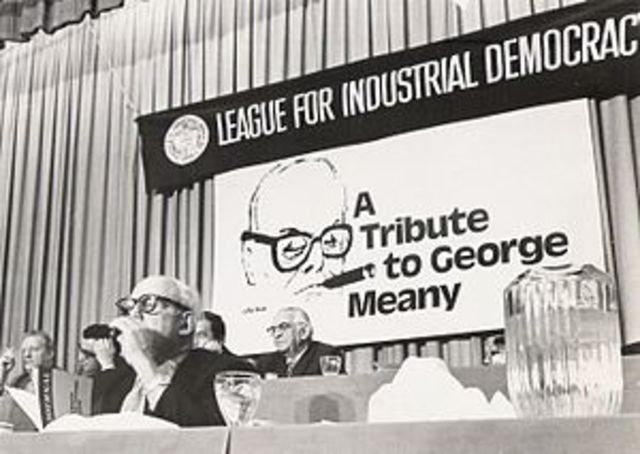 LEAGUE FOR INDUSTRIAL DEMOCRAC
A
Tribute
to George
Meany